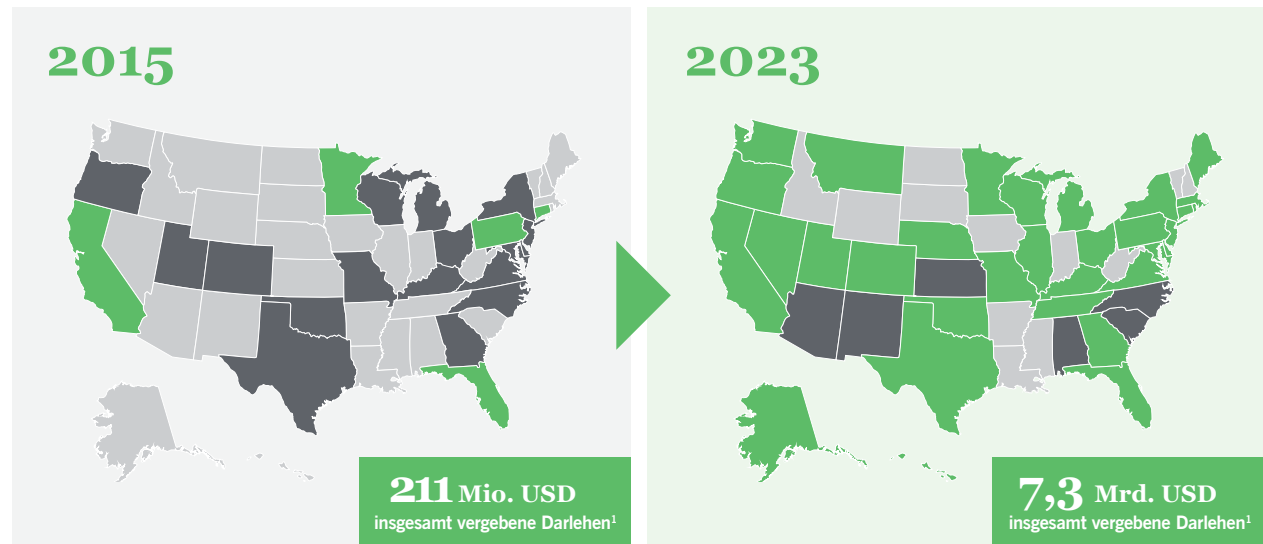 2015
211 Mio. USD
insgesamt vergebene Darlehen¹
2023
7,3 Mrd. USD
insgesamt vergebene Darlehen¹